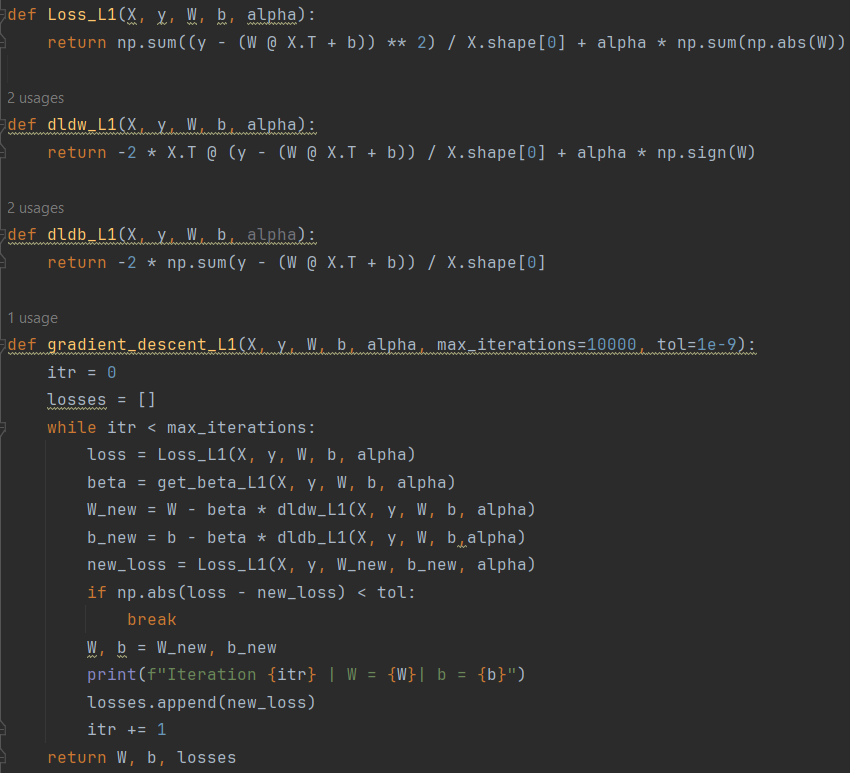 def Loss_L1(X, y, W, b, alpha):
    return np.sum((y - (W @ X.T + b)) ** 2) / X.shape[0] + alpha * np.sum(np.abs(W))
2 usages
def dldw_L1(X, y, W, b, alpha):
    return -2 * X.T @ (y - (W @ X.T + b)) / X.shape[0] + alpha * np.sign(W)
2 usages
def dldb_L1(X, y, W, b, alpha):
    return -2 * np.sum(y - (W @ X.T + b)) / X.shape[0]
1 usage
def gradient_descent_L1(X, y, W, b, alpha, max_iterations=10000, tol=1e-9):
    itr = 0
    losses = []
    while itr < max_iterations:
        loss = Loss_L1(X, y, W, b, alpha)
        beta = get_beta_L1(X, y, W, b, alpha)
        W_new = W - beta * dldw_L1(X, y, W, b, alpha)
        b_new = b - beta * dldb_L1(X, y, W, b,alpha)
        new_loss = Loss_L1(X, y, W_new, b_new, alpha)
        if np.abs(loss - new_loss) < tol:
            break
        W, b = W_new, b_new
        print(f"Iteration {itr} | W = {W}| b = {b}")
        losses.append(new_loss)
        itr += 1
    return W, b, losses